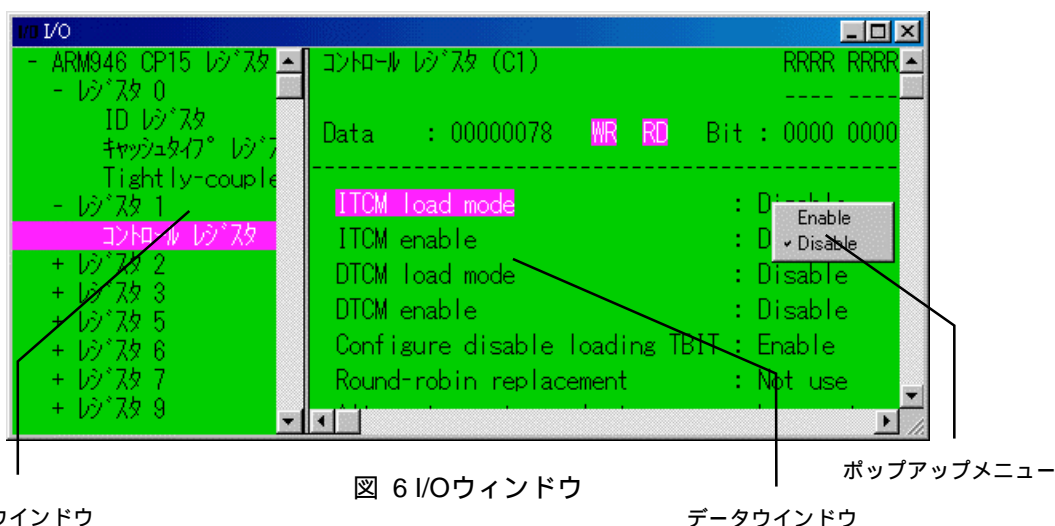 I/O
- ARM946 CP15 レジスタ
- レジスタ 0
ID レジスタ
キャッシュタイプ レジ
Tightly-couple
- レジスタ 1
コントロール レジスタ
+ レジスタ 2
+ レジスタ 3
+ レジスタ 5
+ レジスタ 6
+ レジスタ 7
+ レジスタ 9
コントロール レジスタ (C1) RRRR RRRR
---- ----
Data : 00000078 WR RD Bit : 0000 0000
ITCM load mode :
ITCM enable :
DTCM load mode : Disable
DTCM enable : Disable
Configure disable loading TBIT : Enable
Round-robin replacement : Not use
Enable
✓ Disable
ポップアップメニュー
図 6 I/Oウィンドウ
ウインドウ
データウインドウ